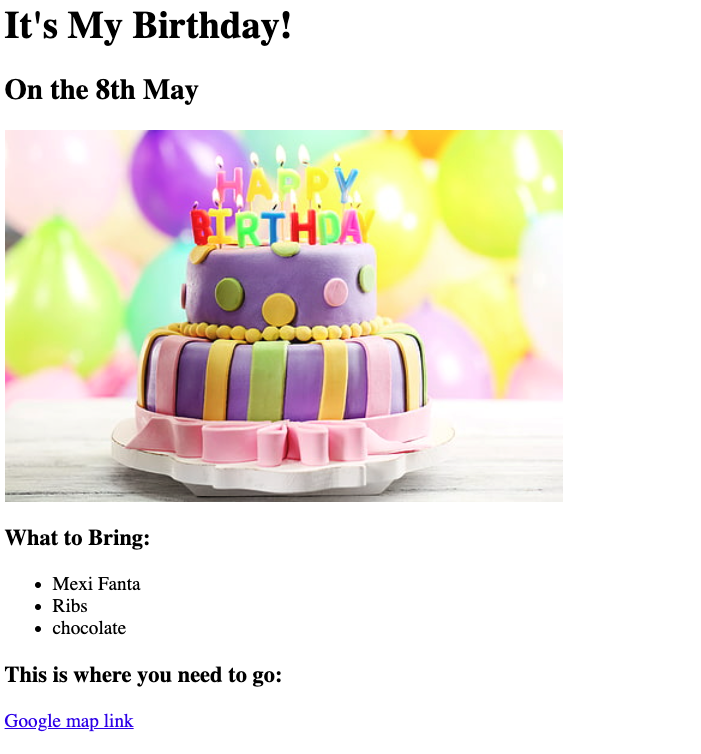 It's My Birthday!
On the 8th May
HAPPY
BIRTHDAY
What to Bring:
Mexi Fanta
Ribs
chocolate
This is where you need to go:
Google map link